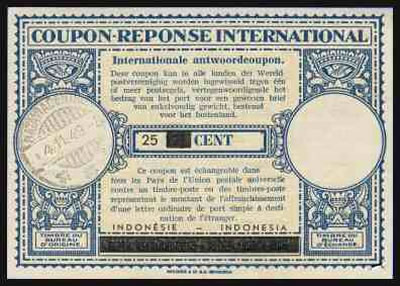 COUPON-REPONSE INTERNATIONAL
Internationale antwoordcoupon.
Deze coupon kan in alle landen der Wereld
postvereeniging worden ingewisseld tegen één
of meer postzegels, vertegenwoordigende het
bedrag van het port voor een gewonen brief
van enkelvoudig gewicht, bestemd voor
het buitenland.
25 CENT
Ce coupon est échangeable dans
tous les Pays de l'Union postale universelle
contre un timbre-poste ou des timbres-poste
représentant le montant de l'affranchissement
d'une lettre ordinaire de port simple à desti-
nation de l'étranger.
INDONÉSIE – INDONESIA
TIMBRE DU
BUREAU
D'ORIGINE.
TIMBRE DU
BUREAU
D'ÉCHANGE.